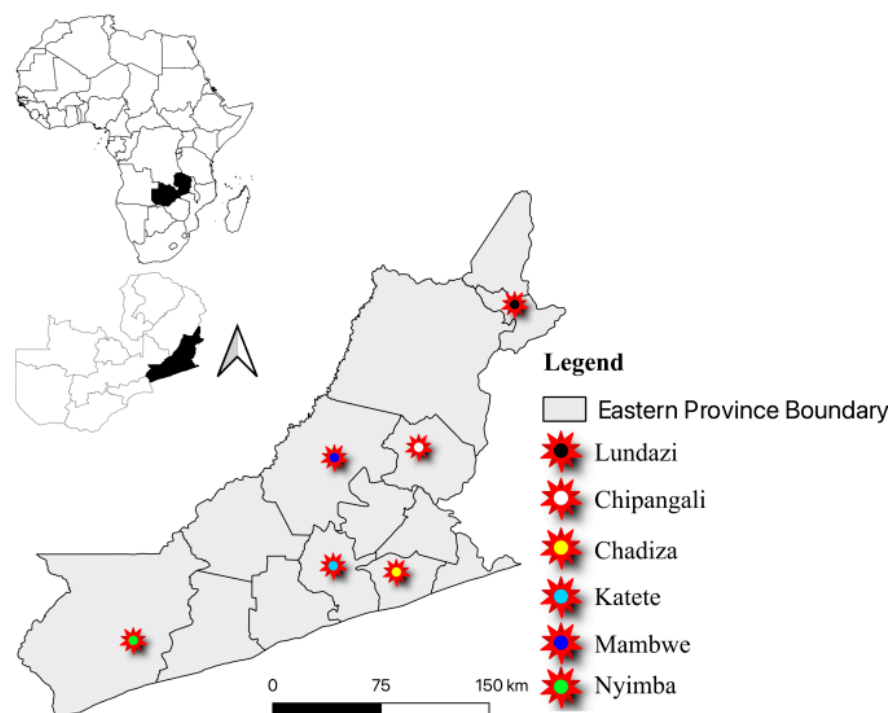 Legend
Eastern Province Boundary
Lundazi
Chipangali
Chadiza
Katete
Mambwe
Nyimba
0 75 150 km